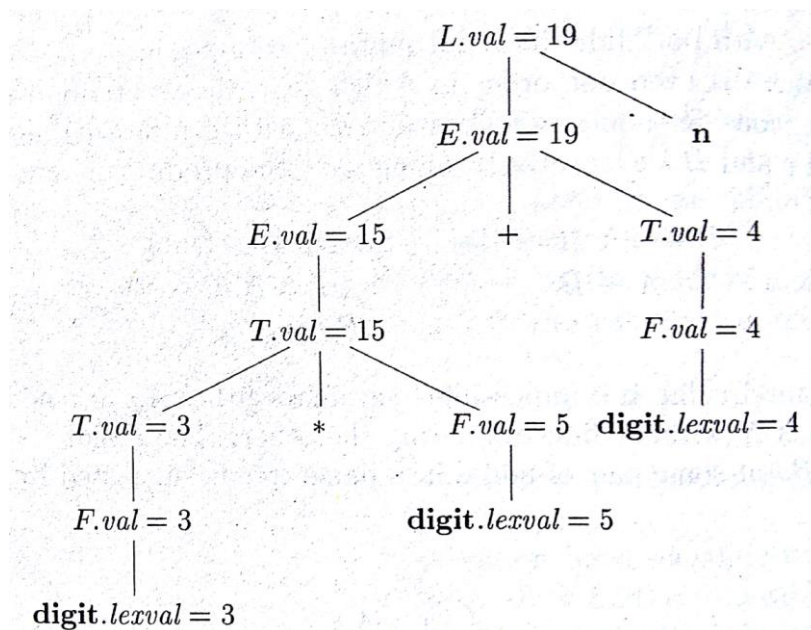 L.val = 19
E.val = 19 n
E.val = 15 + T.val = 4
T.val = 15 F.val = 4
T.val = 3 * F.val = 5 digit.lexval = 4
F.val = 3 digit.lexval = 5
digit.lexval = 3